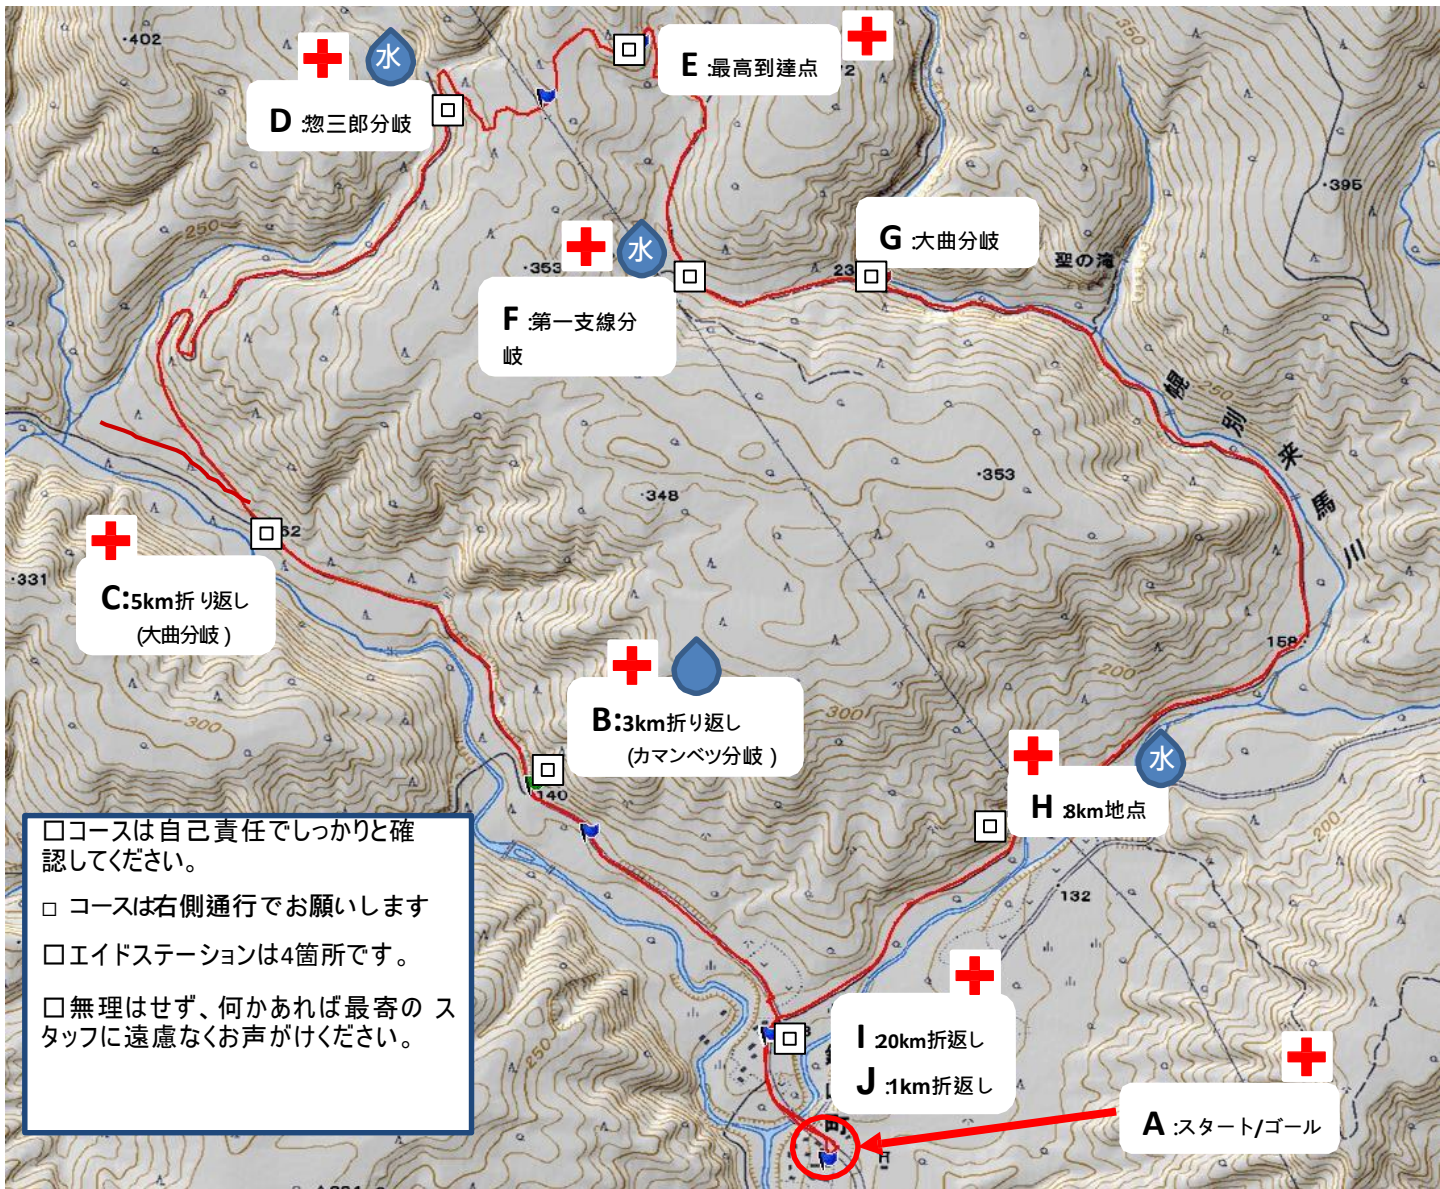 402
水
D :惣三郎分岐
E :最高到達点
72
350
395
250
水
353
F :第一支線分
岐
G :大曲分岐
23
聖の滝
幌別来馬川
250
353
348
52
331
C:5km折り返し
(大曲分岐)
158
200
B:3km折り返し
(カマンベツ分岐)
300
300
水
H :8km地点
140
132
200
□コースは自己責任でしっかりと確
認してください。
□ コースは右側通行でお願いします
□エイドステーションは4箇所です。
□無理はせず、何かあれば最寄の ス
タッフに遠慮なくお声がけください。
250
I :20km折返し
J :1km折返し
町
A :スタート/ゴール